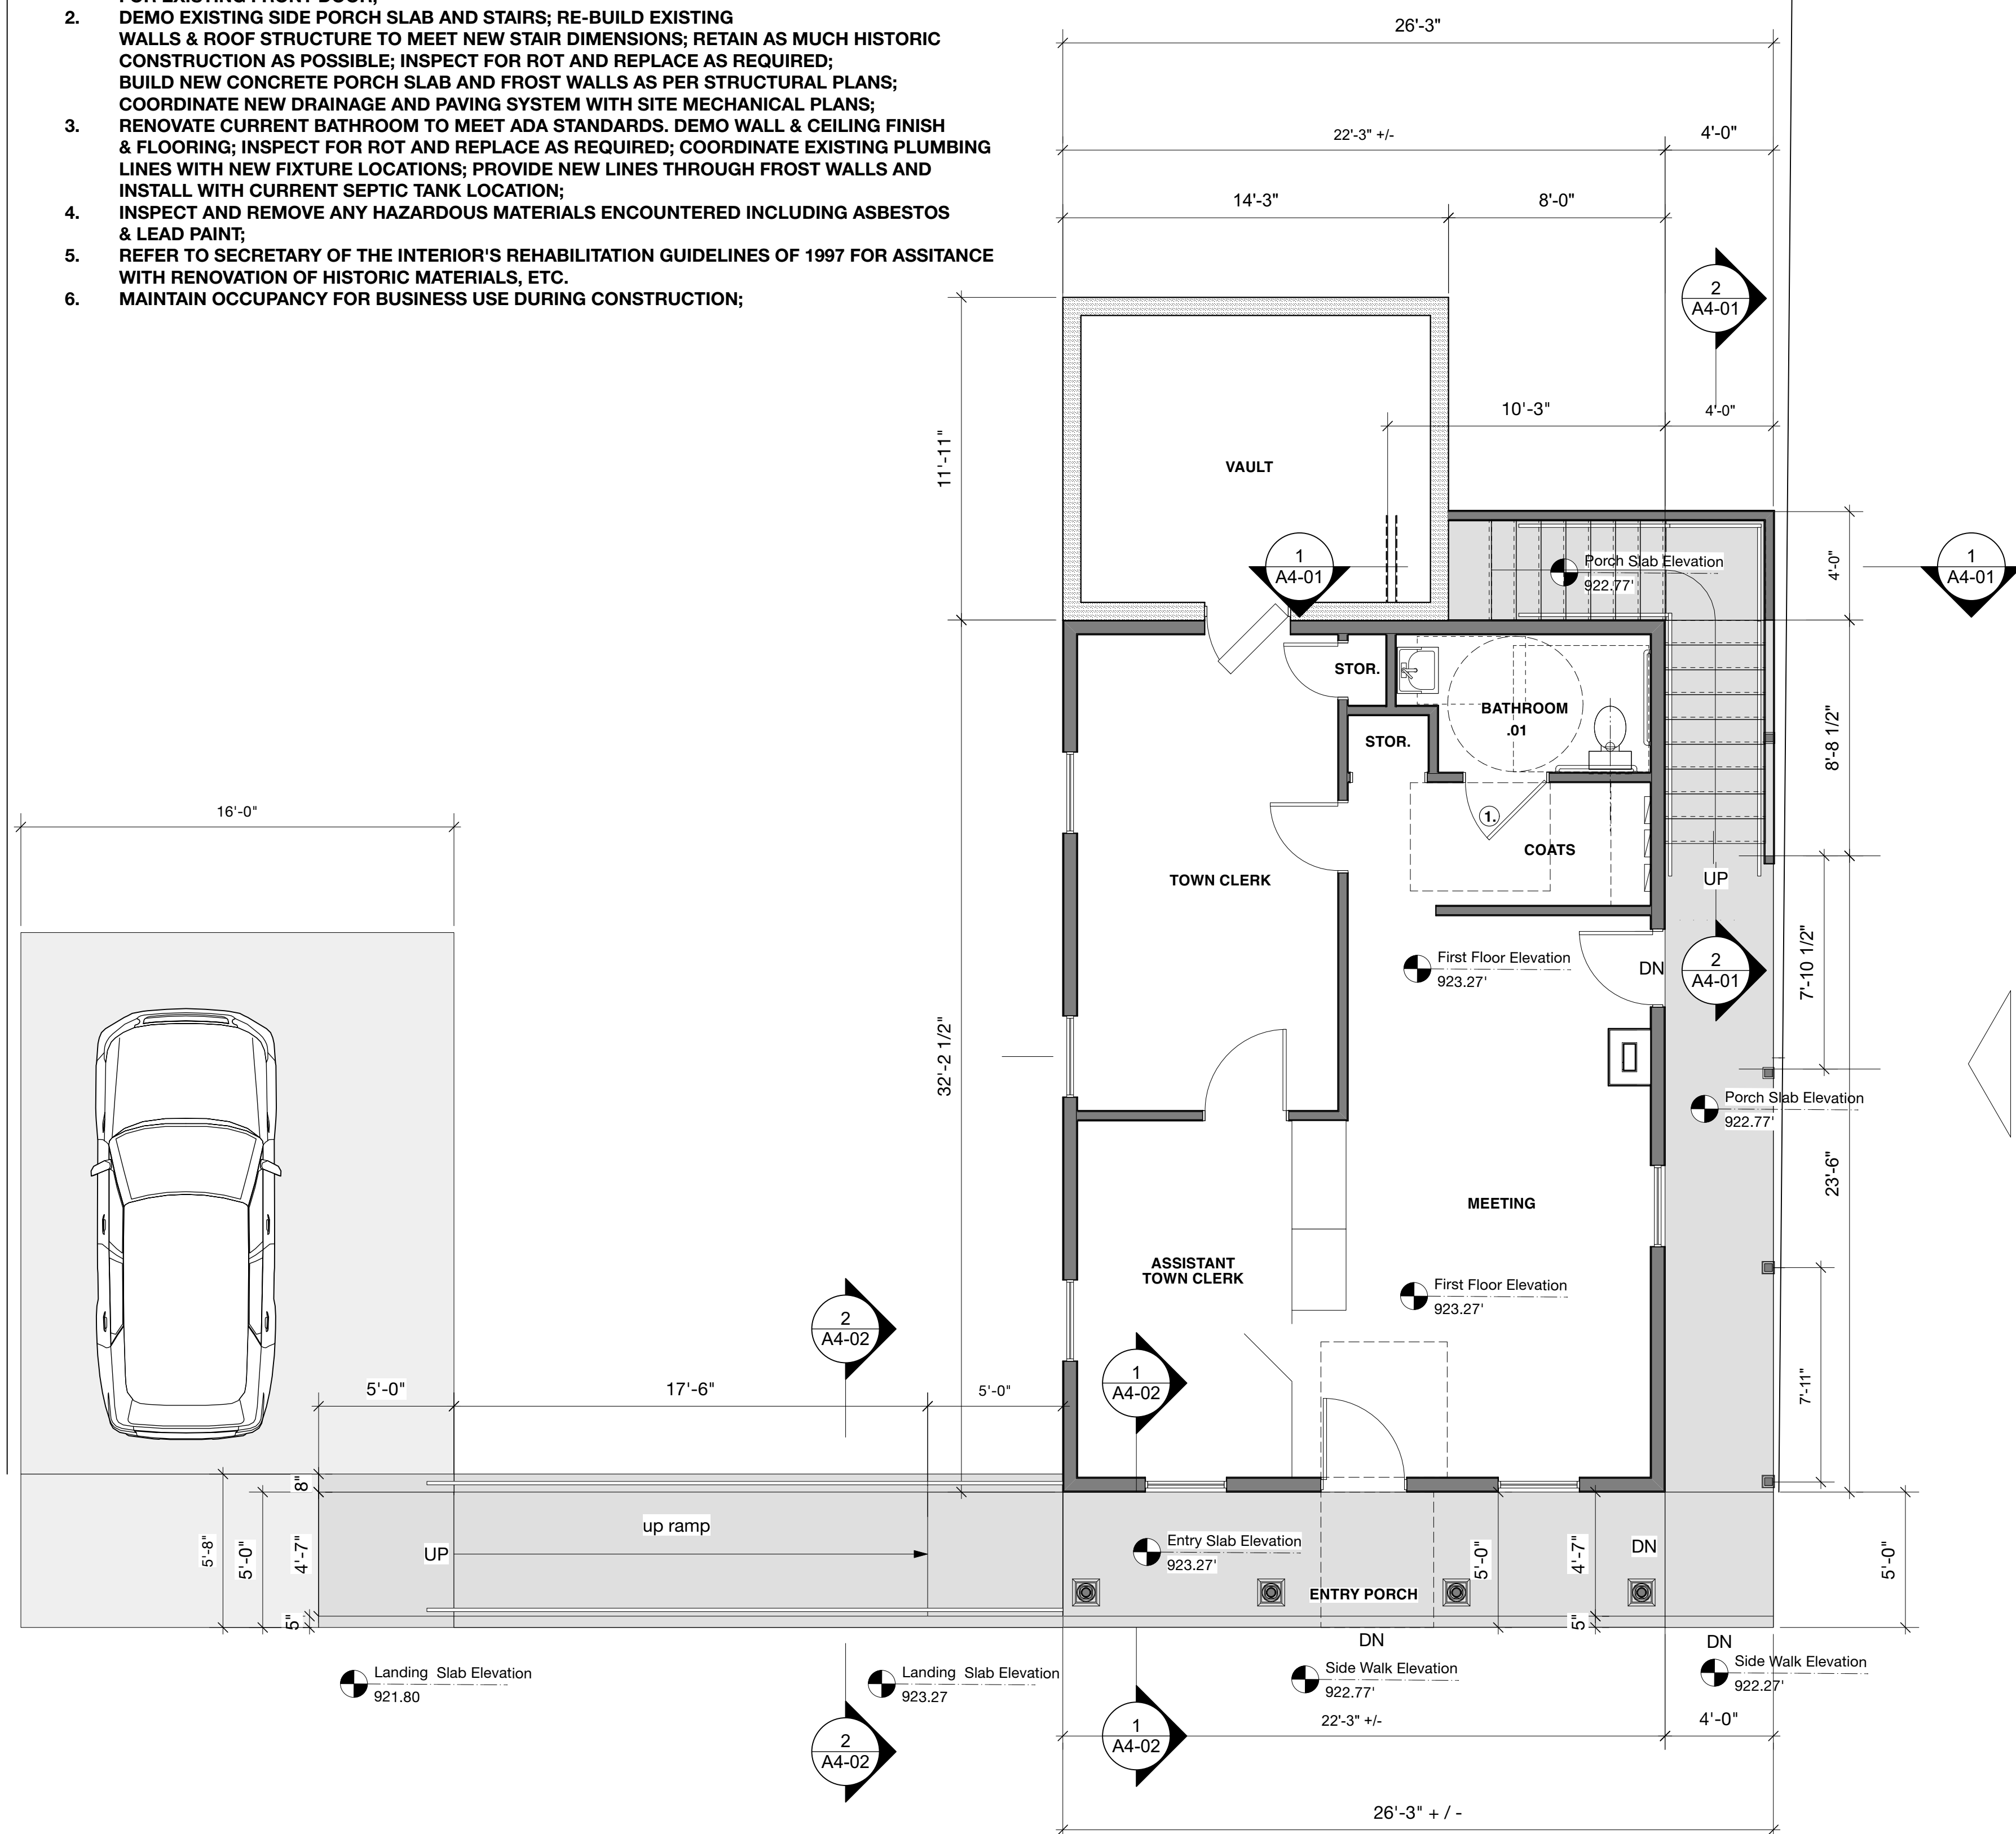 FOR EXISTING FRONT DOOR;
2. DEMO EXISTING SIDE PORCH SLAB AND STAIRS; RE-BUILD EXISTING
WALLS & ROOF STRUCTURE TO MEET NEW STAIR DIMENSIONS; RETAIN AS MUCH HISTORIC
CONSTRUCTION AS POSSIBLE; INSPECT FOR ROT AND REPLACE AS REQUIRED;
BUILD NEW CONCRETE PORCH SLAB AND FROST WALLS AS PER STRUCTURAL PLANS;
COORDINATE NEW DRAINAGE AND PAVING SYSTEM WITH SITE MECHANICAL PLANS;
3. RENOVATE CURRENT BATHROOM TO MEET ADA STANDARDS. DEMO WALL & CEILING FINISH
& FLOORING; INSPECT FOR ROT AND REPLACE AS REQUIRED; COORDINATE EXISTING PLUMBING
LINES WITH NEW FIXTURE LOCATIONS; PROVIDE NEW LINES THROUGH FROST WALLS AND
INSTALL WITH CURRENT SEPTIC TANK LOCATION;
4. INSPECT AND REMOVE ANY HAZARDOUS MATERIALS ENCOUNTERED INCLUDING ASBESTOS
& LEAD PAINT;
5. REFER TO SECRETARY OF THE INTERIOR'S REHABILITATION GUIDELINES OF 1997 FOR ASSITANCE
WITH RENOVATION OF HISTORIC MATERIALS, ETC.
6. MAINTAIN OCCUPANCY FOR BUSINESS USE DURING CONSTRUCTION;
26'-3"
22'-3" +/-
4'-0"
14'-3"
8'-0"
2
A4-01
10'-3"
4'-0"
11'-11"
VAULT
1
A4-01
Porch Slab Elevation
922.77'
4'-0"
1
A4-01
STOR.
BATHROOM
.01
STOR.
8'-8 1/2"
16'-0"
1.
COATS
TOWN CLERK
UP
First Floor Elevation
923.27'
DN
2
A4-01
7'-10 1/2"
32'-2 1/2"
Porch Slab Elevation
922.77'
23'-6"
MEETING
ASSISTANT
TOWN CLERK
First Floor Elevation
923.27'
2
A4-02
1
A4-02
5'-0"
17'-6"
5'-0"
7'-11"
8"
5'-8"
5'-0"
4'-7"
5"
up ramp
UP
Entry Slab Elevation
923.27'
ENTRY PORCH
5'-0"
4'-7"
5"
DN
5'-0"
DN
DN
Landing Slab Elevation
921.80
Landing Slab Elevation
923.27
Side Walk Elevation
922.77'
Side Walk Elevation
922.27'
2
A4-02
1
A4-02
22'-3" +/-
4'-0"
26'-3" + / -